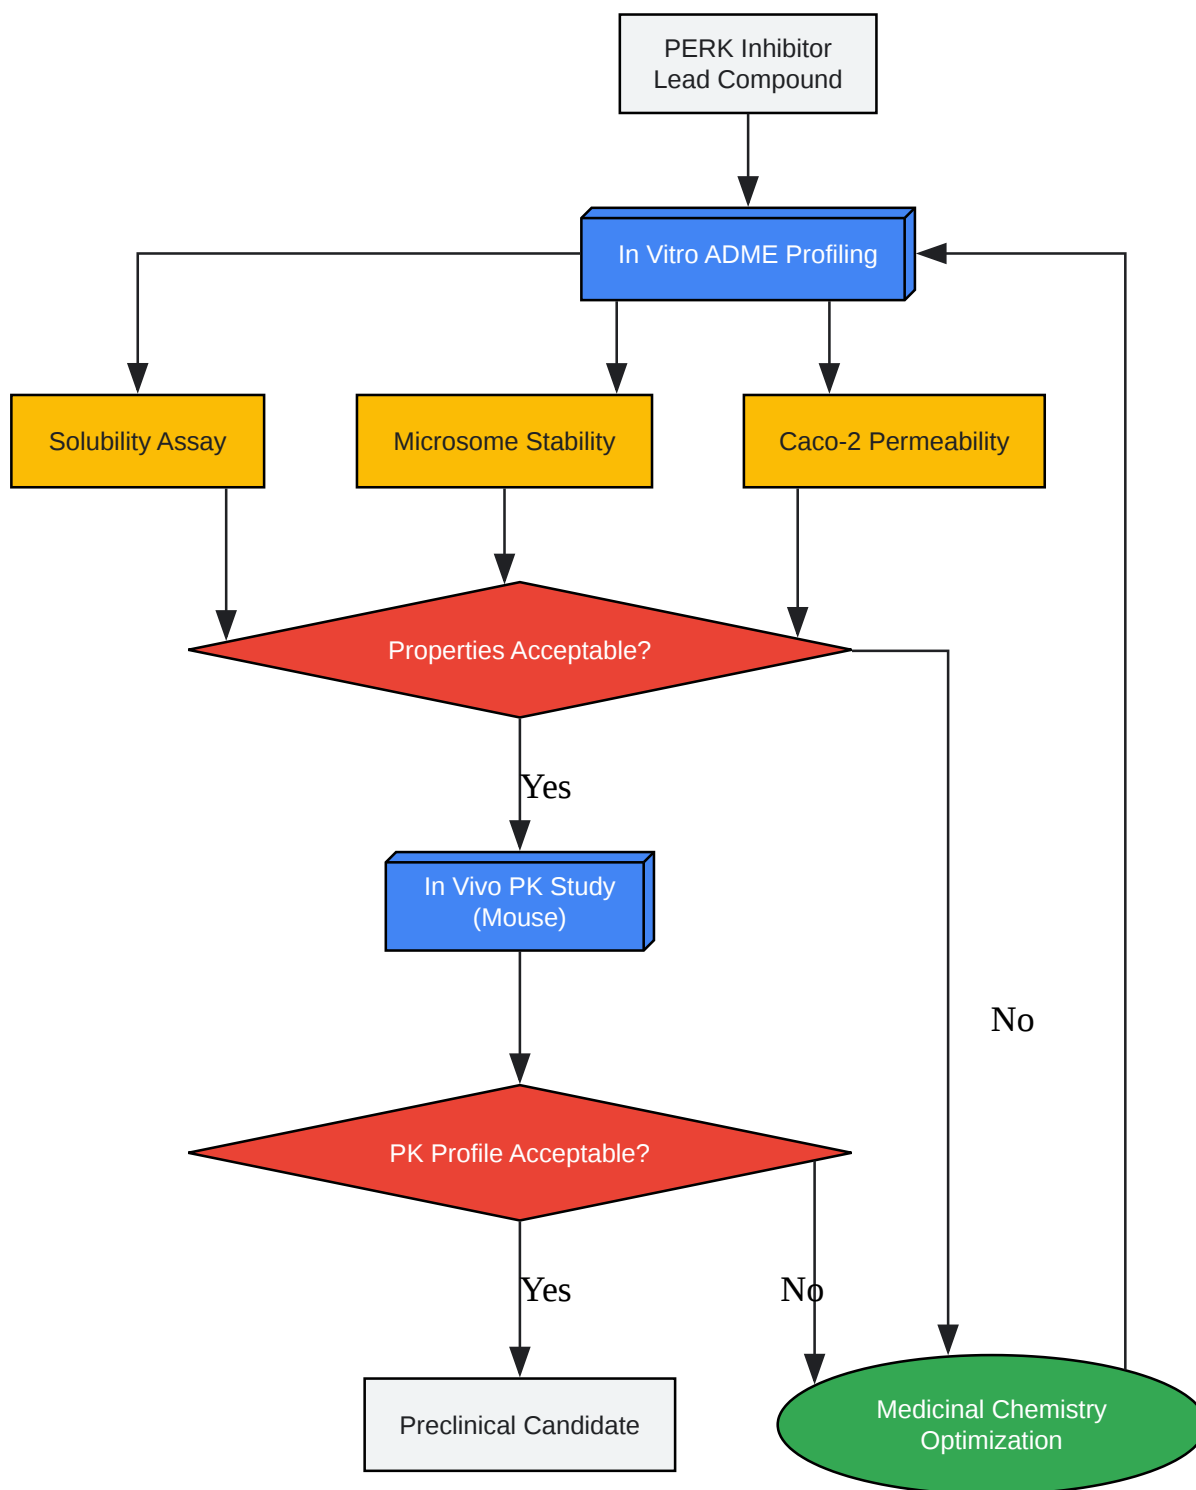 PERK Inhibitor
Lead Compound
In Vitro ADME Profiling
Solubility Assay
Microsome Stability
Caco-2 Permeability
Properties Acceptable?
Yes
In Vivo PK Study
(Mouse)
No
PK Profile Acceptable?
Yes
No
Preclinical Candidate
Medicinal Chemistry
Optimization